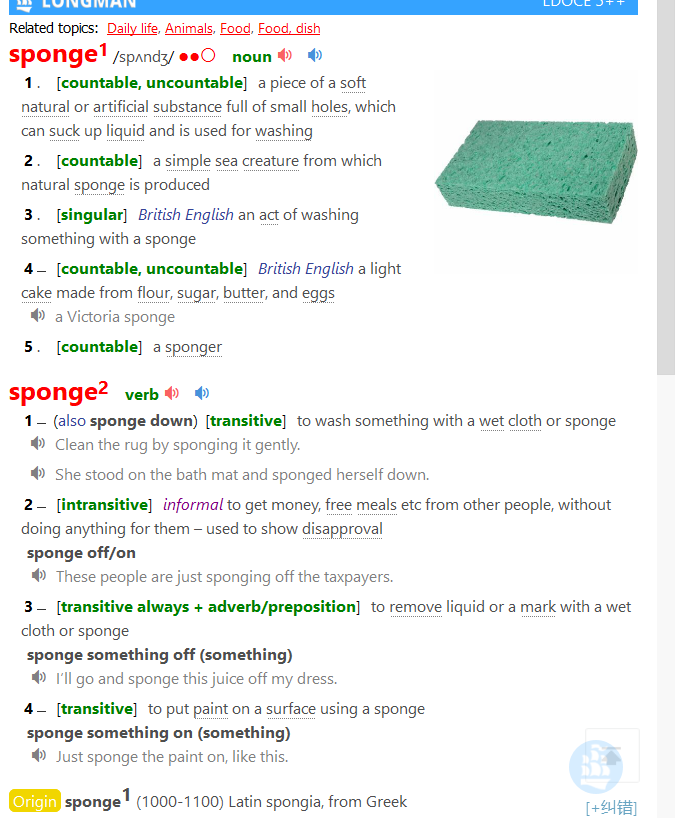 LONGMAN LDOCE 5++
Related topics: Daily life, Animals, Food, Food, dish
sponge1 /spʌndʒ/ ●●○ noun
1 . [countable, uncountable] a piece of a soft
natural or artificial substance full of small holes, which
can suck up liquid and is used for washing
2 . [countable] a simple sea creature from which
natural sponge is produced
3 . [singular] British English an act of washing
something with a sponge
4 – [countable, uncountable] British English a light
cake made from flour, sugar, butter, and eggs
a Victoria sponge
5 . [countable] a sponger
sponge2 verb
1 – (also sponge down) [transitive] to wash something with a wet cloth or sponge
Clean the rug by sponging it gently.
She stood on the bath mat and sponged herself down.
2 – [intransitive] informal to get money, free meals etc from other people, without
doing anything for them – used to show disapproval
sponge off/on
These people are just sponging off the taxpayers.
3 – [transitive always + adverb/preposition] to remove liquid or a mark with a wet
cloth or sponge
sponge something off (something)
I’ll go and sponge this juice off my dress.
4 – [transitive] to put paint on a surface using a sponge
sponge something on (something)
Just sponge the paint on, like this.
Origin sponge1 (1000-1100) Latin spongia, from Greek
[+纠错]